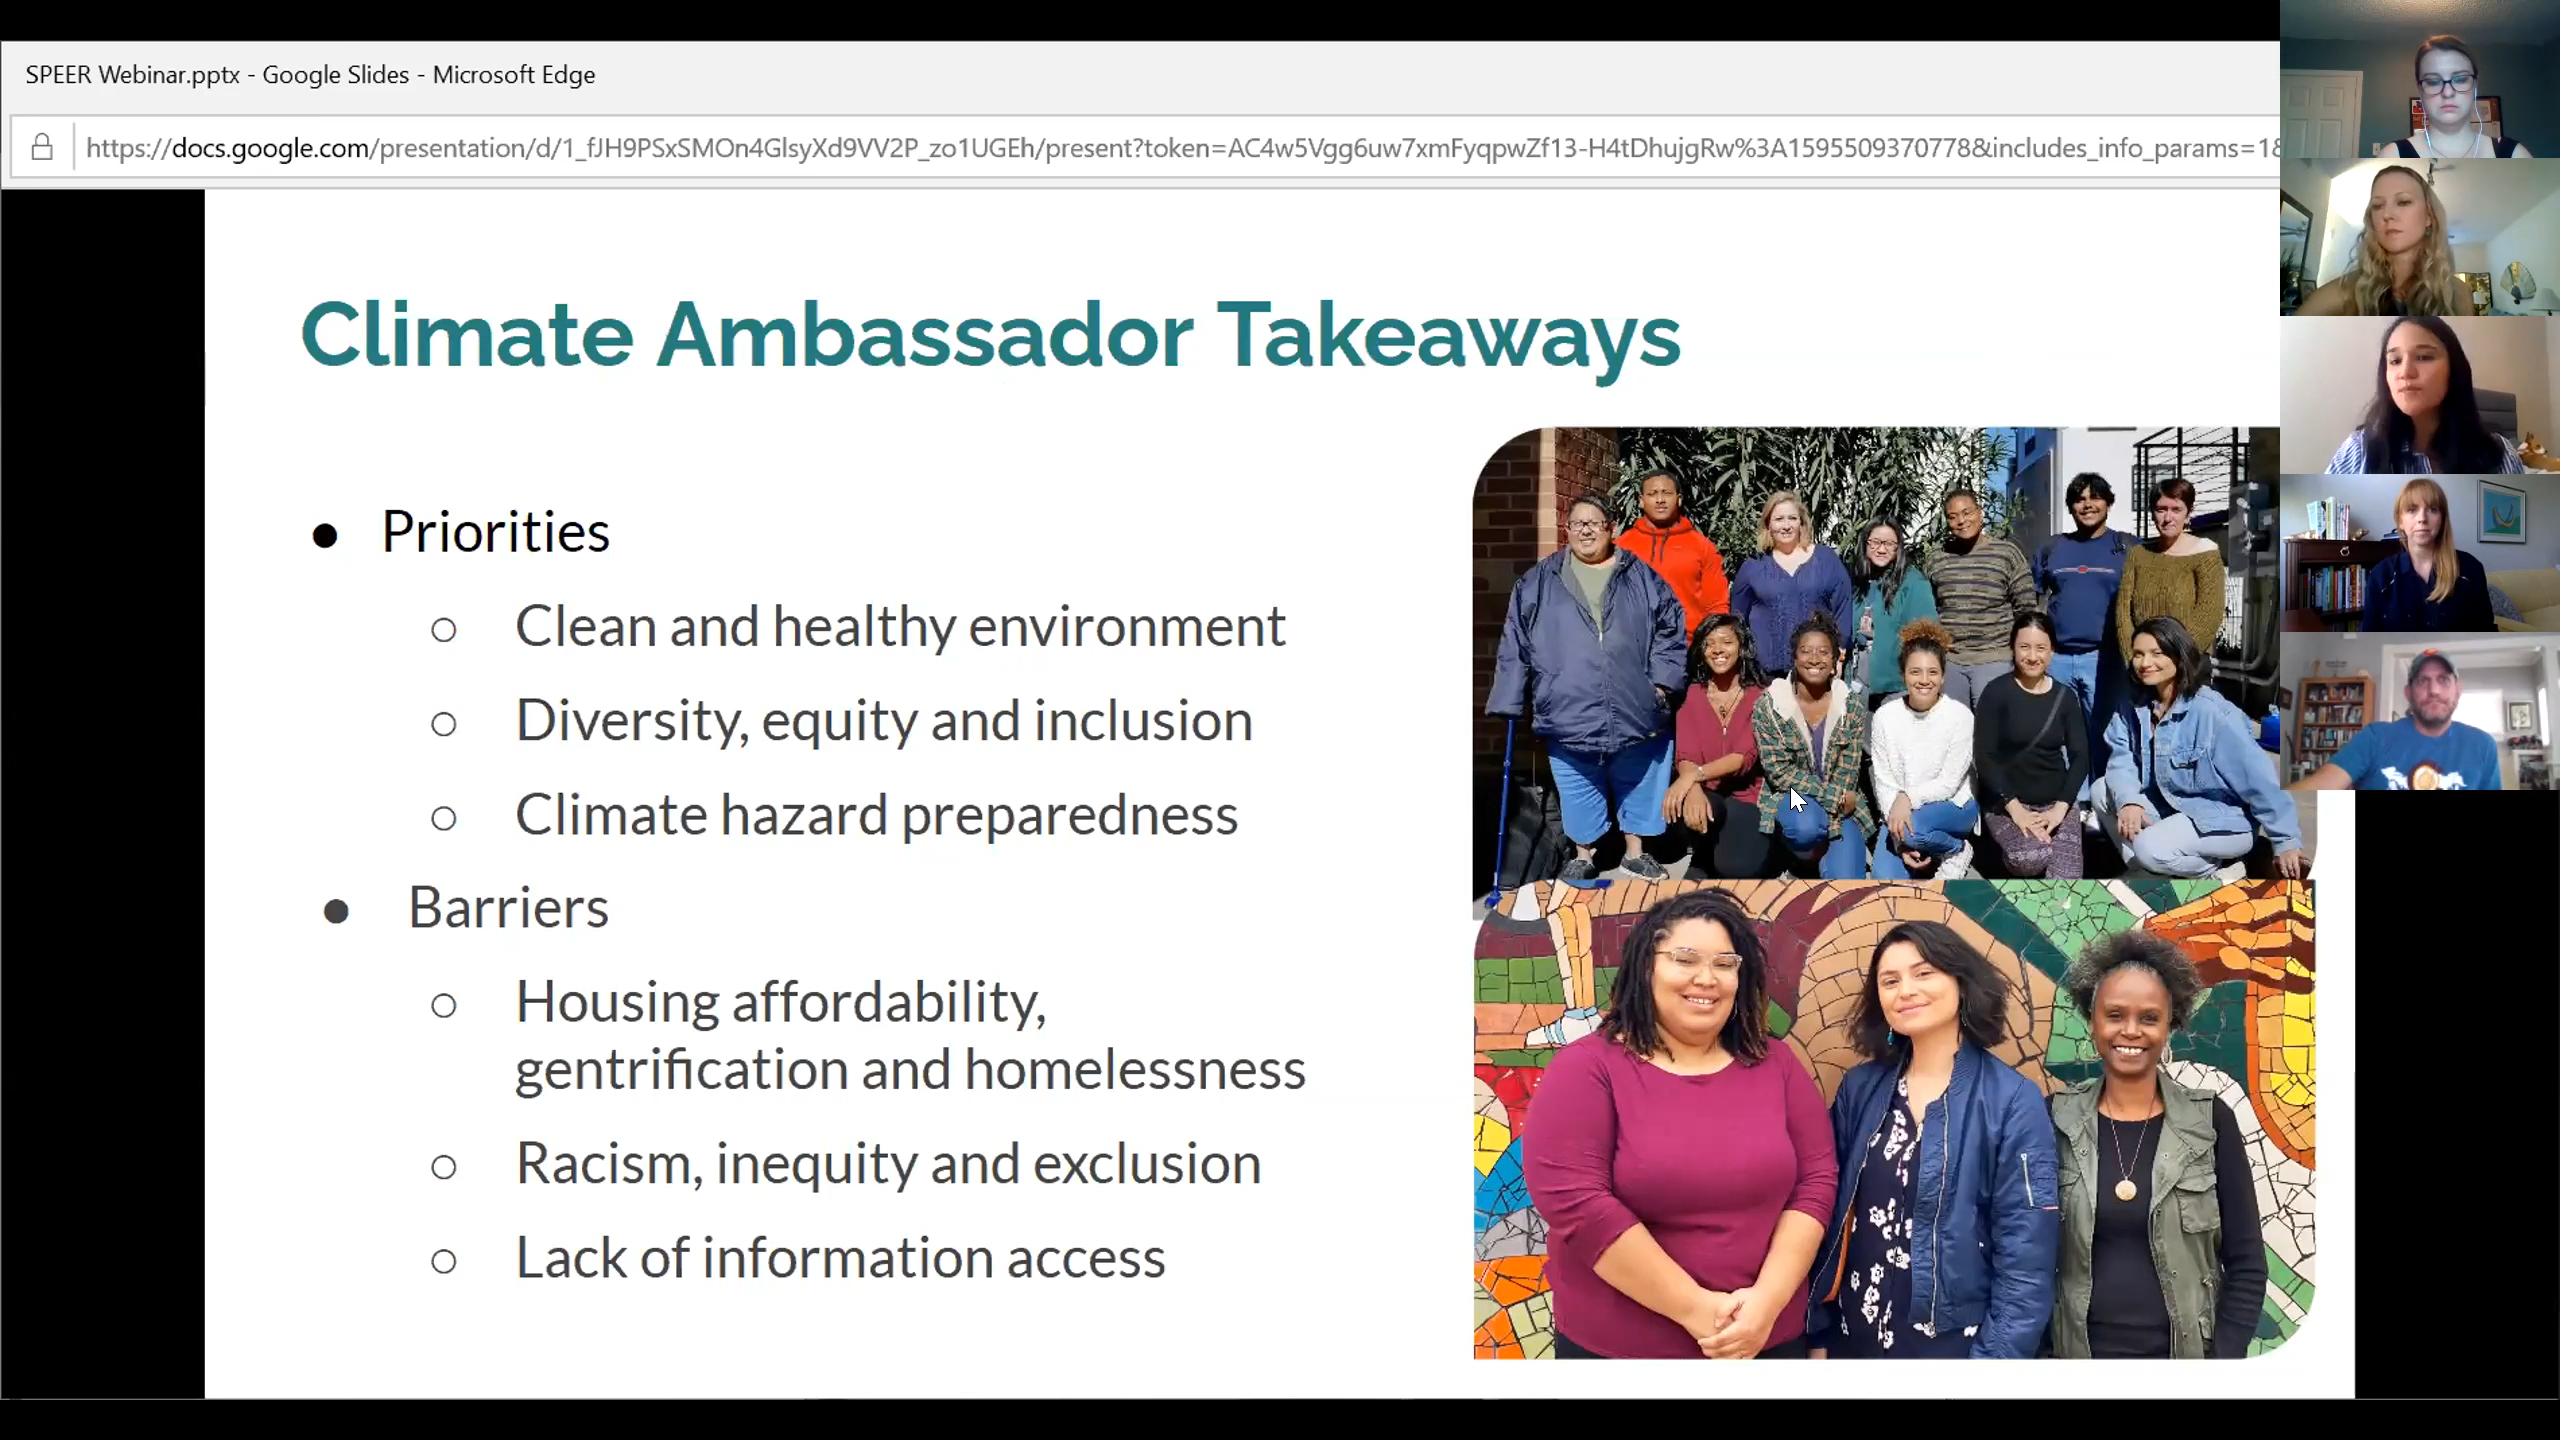 SPEER Webinar.pptx - Google Slides - Microsoft Edge
https://docs.google.com/presentation/d/1_fJH9PSxSMOn4GlsyXd9VV2P_zo1UGEh/present?token=AC4w5Vgg6uw7xmFyqpwZf13-H4tDhujgRw%3A1595509370778&includes_info_params=18
Climate Ambassador Takeaways
● Priorities
○ Clean and healthy environment
○ Diversity, equity and inclusion
○ Climate hazard preparedness
● Barriers
○ Housing affordability,
gentrification and homelessness
○ Racism, inequity and exclusion
○ Lack of information access